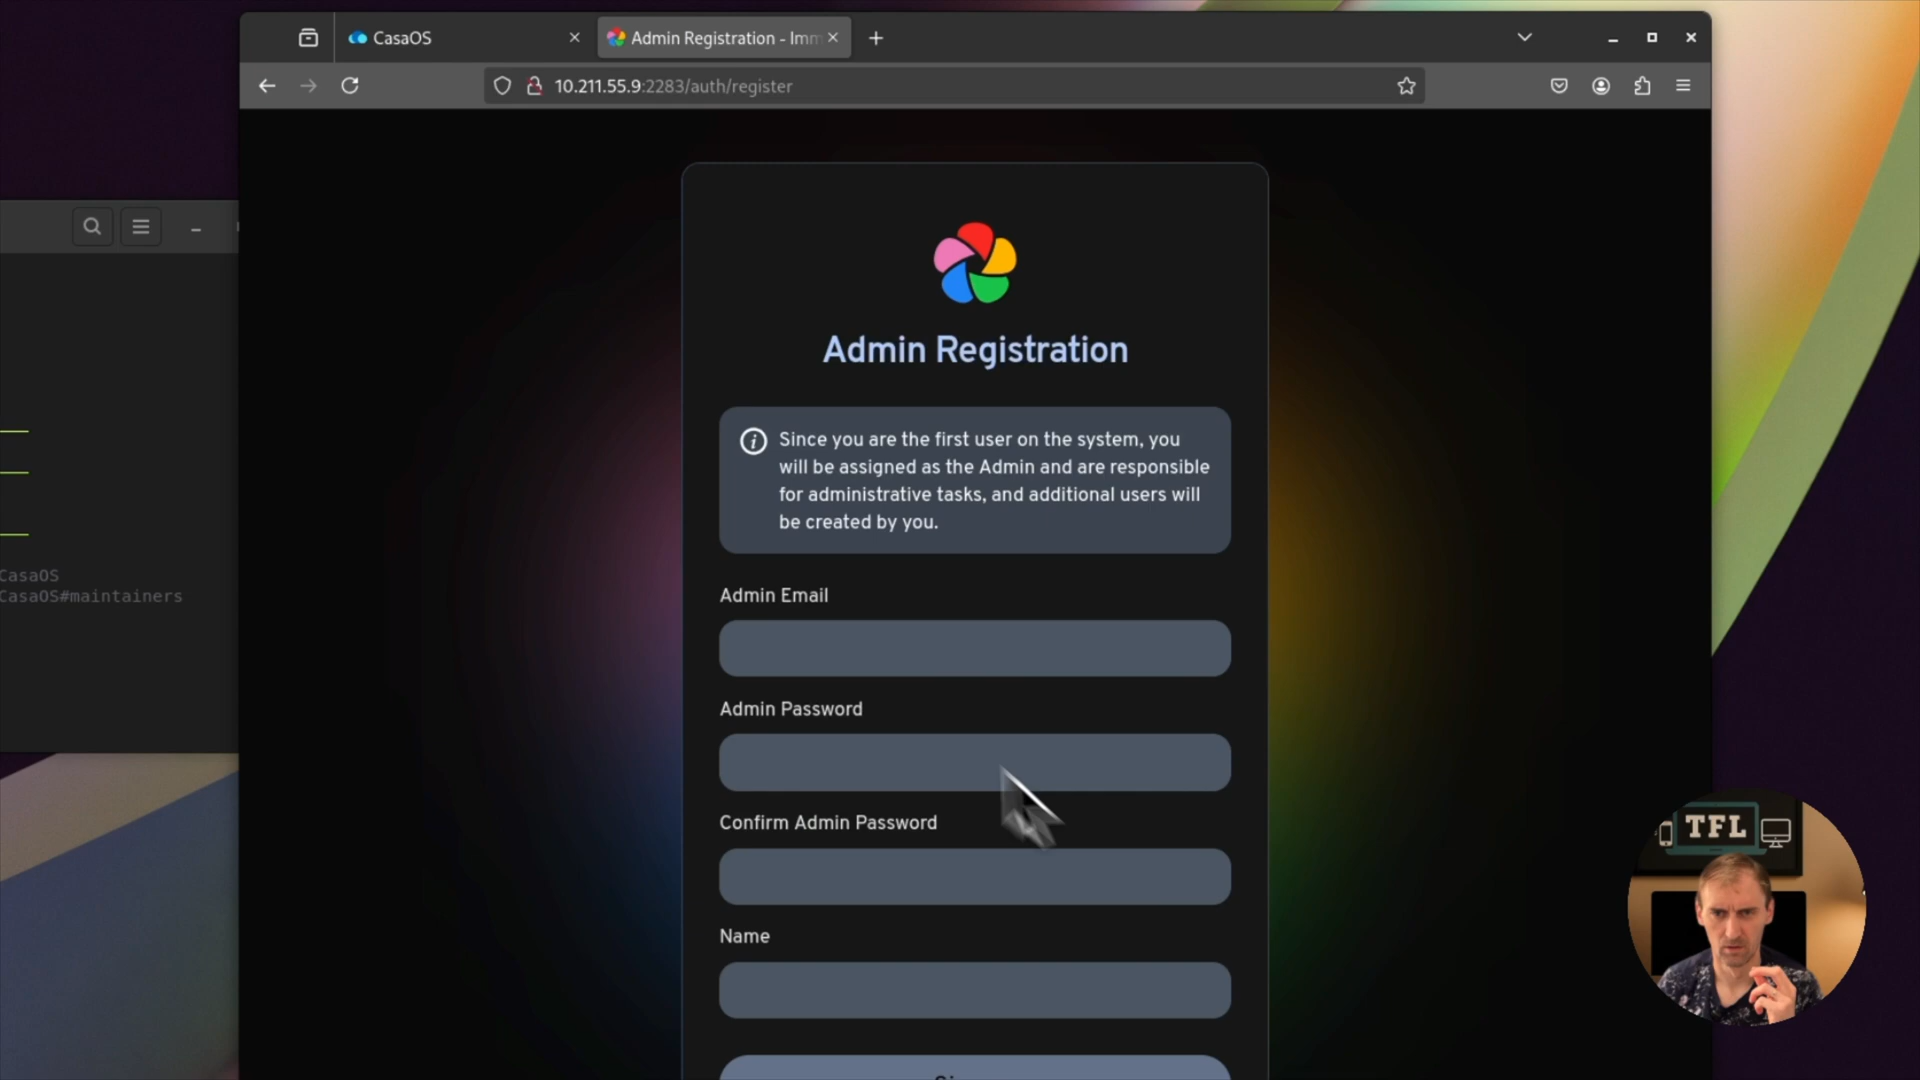 CasaOS
Admin Registration - Imm
10.211.55.9:2283/auth/register
Admin Registration
Since you are the first user on the system, you
will be assigned as the Admin and are responsible
for administrative tasks, and additional users will
be created by you.
Admin Email
Admin Password
Confirm Admin Password
Name
CasaOS
CasaOS#maintainers
TFL